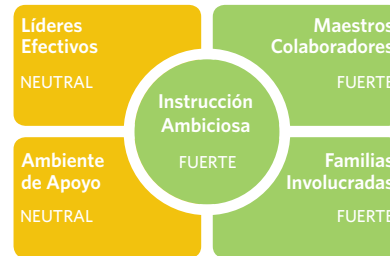 Líderes
Efectivos
NEUTRAL
Maestros
Colaboradores
FUERTE
Instrucción
Ambiciosa
FUERTE
Ambiente
de Apoyo
NEUTRAL
Familias
Involucradas
FUERTE